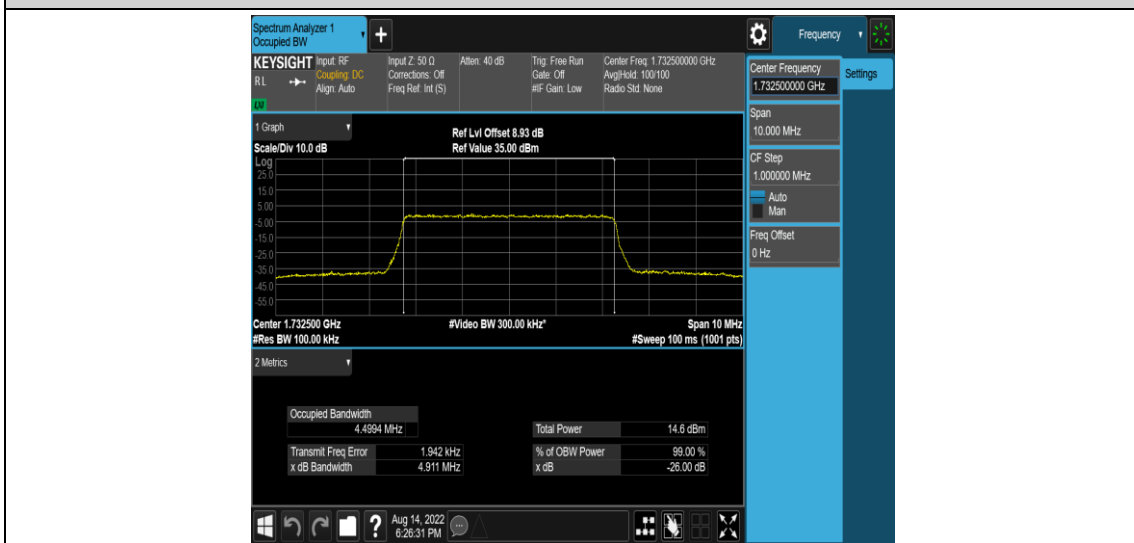 Spectrum Analyzer 1
Occupied BW
+
Frequency
KEYSIGHT
RL
LXI
Input: RF
Coupling: DC
Align: Auto
Input Z: 50 Ω
Corrections: Off
Freq Ref: Int (S)
Atten: 40 dB
Trig: Free Run
Gate: Off
#IF Gain: Low
Center Freq: 1.732500000 GHz
Avg|Hold: 100/100
Radio Std: None
Center Frequency
1.732500000 GHz
Settings
Span
10.000 MHz
CF Step
1.000000 MHz
Auto
Man
Freq Offset
0 Hz
1 Graph
Scale/Div 10.0 dB
Ref Lvl Offset 8.93 dB
Ref Value 35.00 dBm
Log
25.0
15.0
5.00
-5.00
-15.0
-25.0
-35.0
-45.0
-55.0
Center 1.732500 GHz
#Res BW 100.00 kHz
#Video BW 300.00 kHz*
Span 10 MHz
#Sweep 100 ms (1001 pts)
2 Metrics
Occupied Bandwidth
4.4994 MHz
Transmit Freq Error 1.942 kHz
x dB Bandwidth 4.911 MHz
Total Power 14.6 dBm
% of OBW Power 99.00 %
x dB -26.00 dB
?
Aug 14, 2022
6:26:31 PM